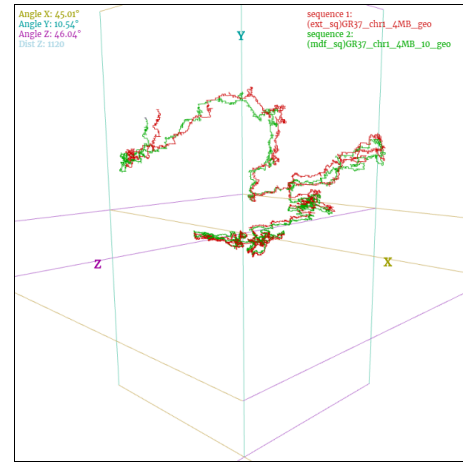 Angle X: 45.01°
Angle Y: 10.54°
Angle Z: 46.04°
Dist Z: 1120
sequence 1:
(ext_sq)GR37_chr1_4MB_geo
sequence 2:
(mdf_sq)GR37_chr1_4MB_10_geo
Y
Z
X